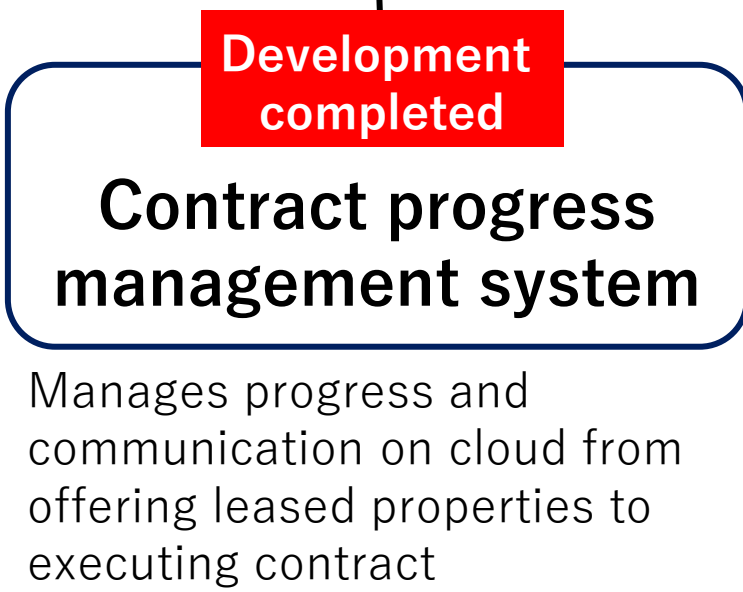 Development
completed
Contract progress
management system
Manages progress and
communication on cloud from
offering leased properties to
executing contract